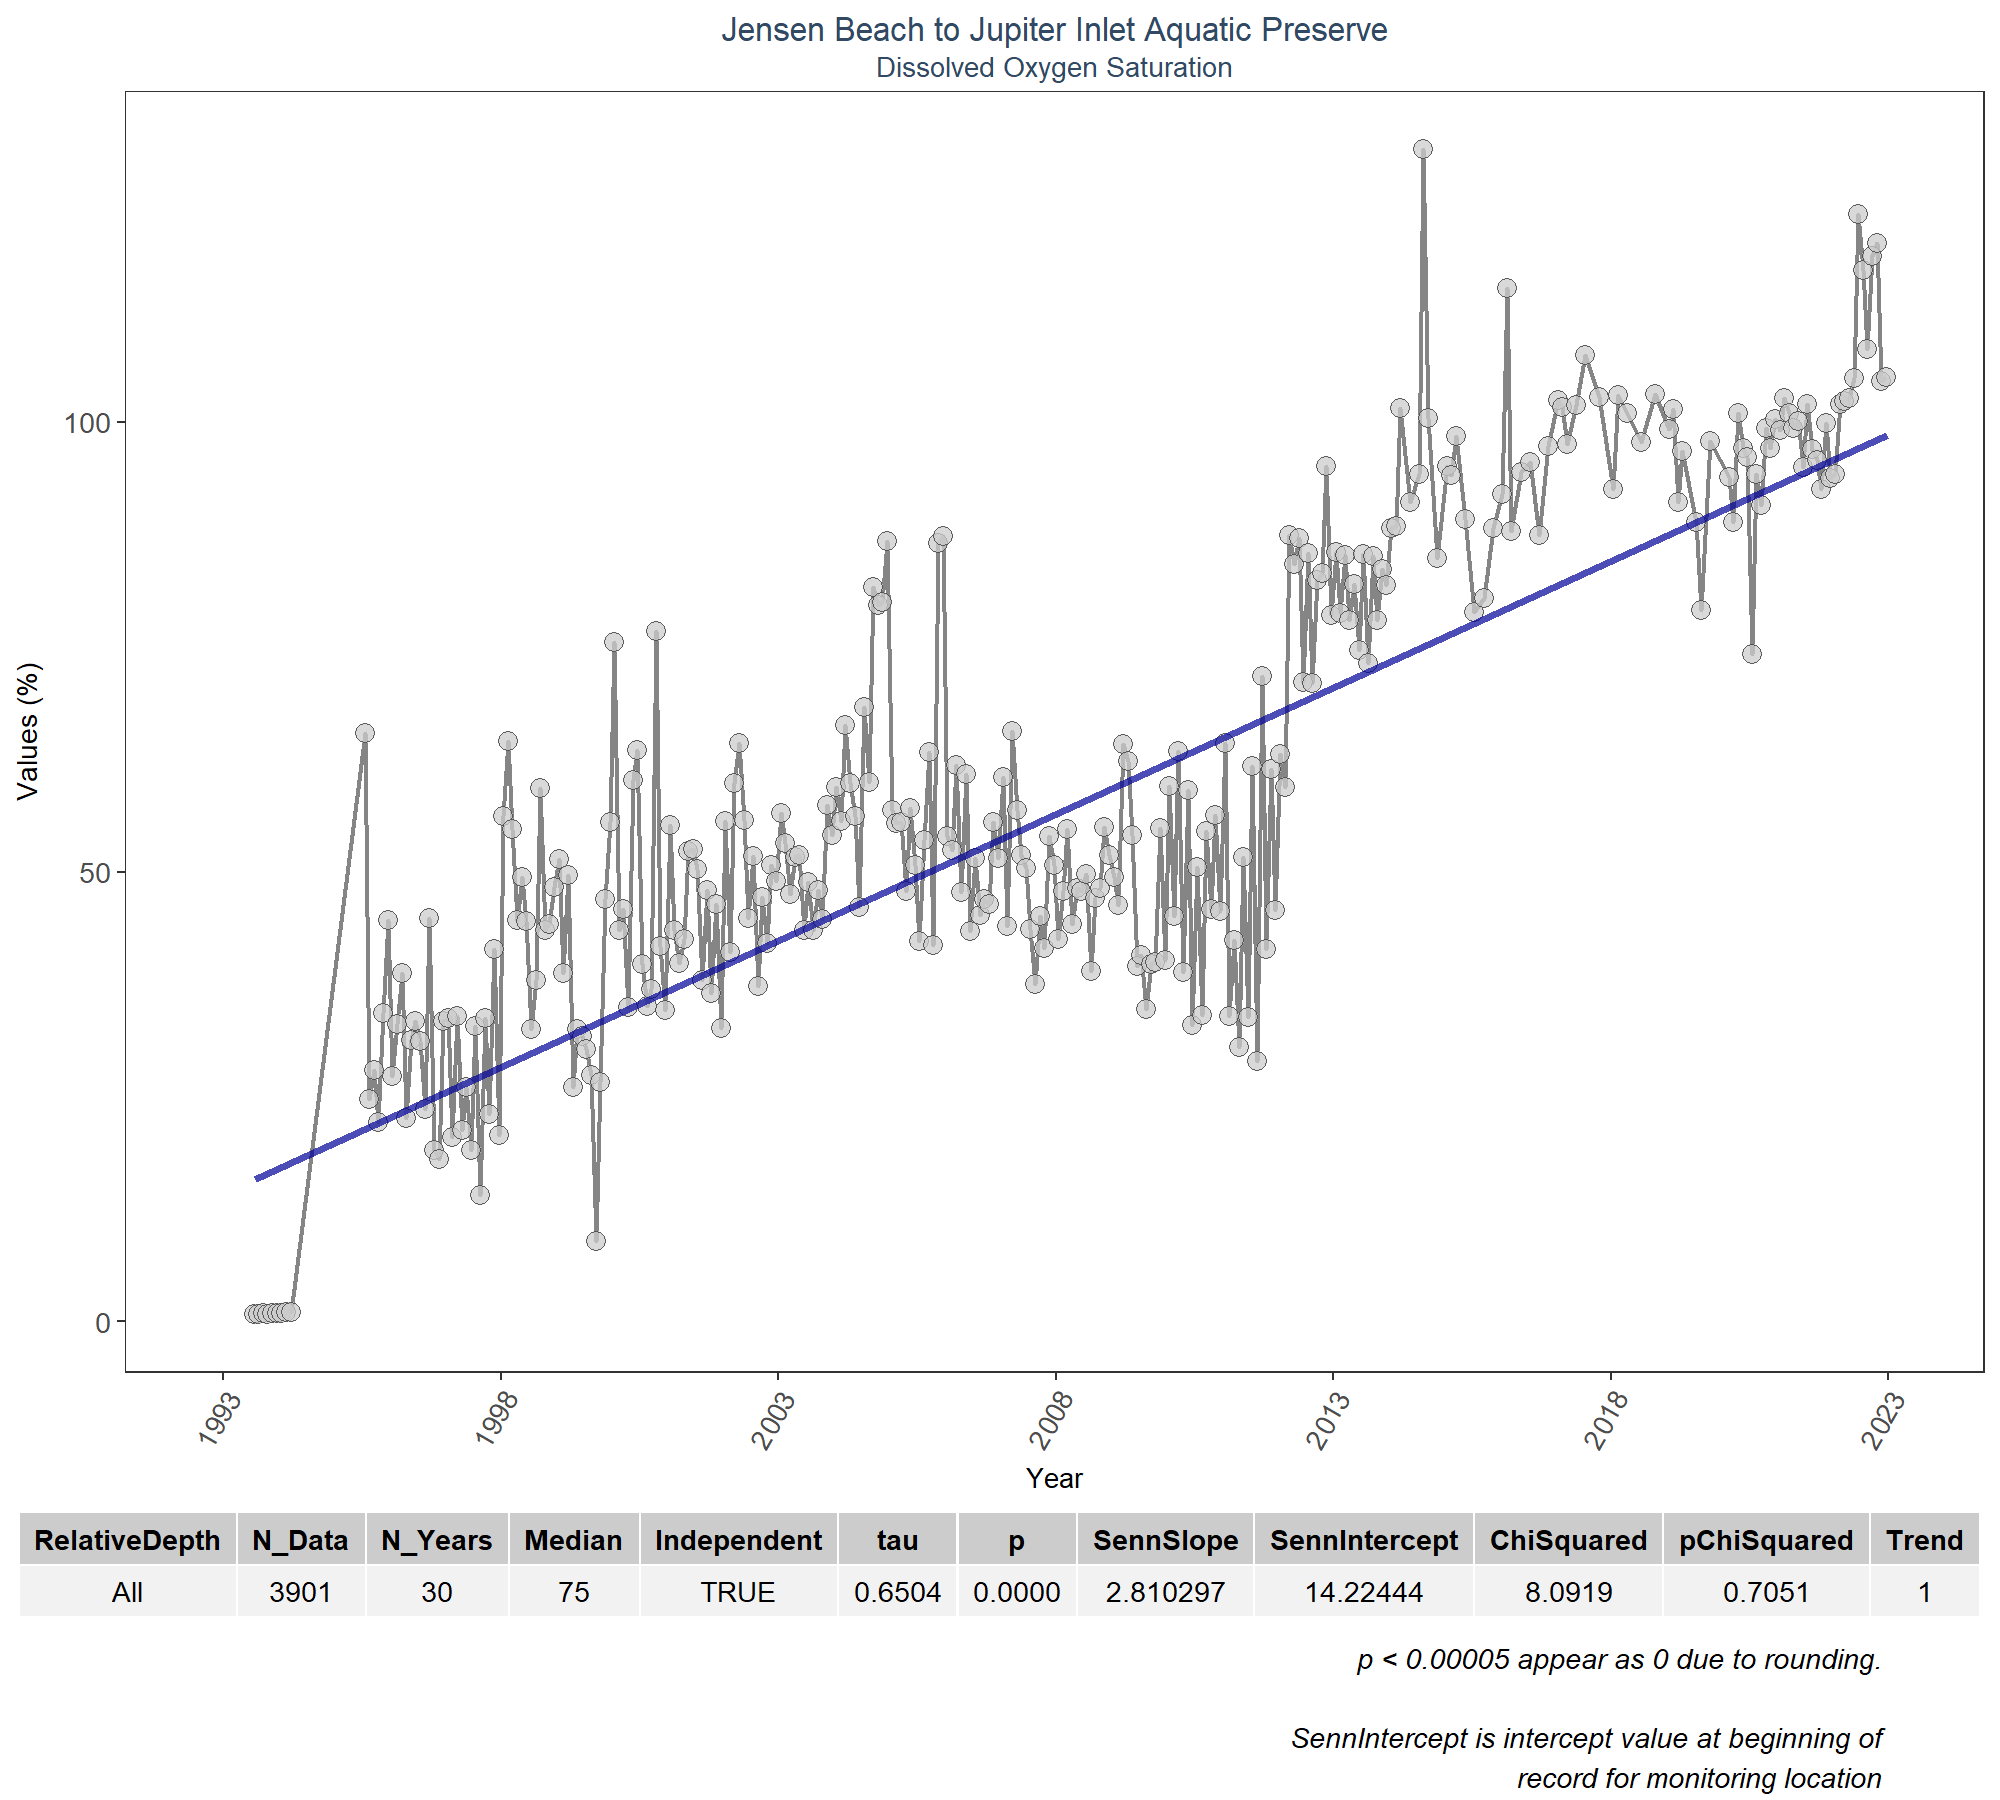 Jensen Beach to Jupiter Inlet Aquatic Preserve
Dissolved Oxygen Saturation
Values (%)
100
50
0
1993 1998 2003 2008 2013 2018 2023
Year
RelativeDepth N_Data N_Years Median Independent tau p SennSlope SennIntercept ChiSquared pChiSquared Trend
All 3901 30 75 TRUE 0.6504 0.0000 2.810297 14.22444 8.0919 0.7051 1
p < 0.00005 appear as 0 due to rounding.
SennIntercept is intercept value at beginning of
record for monitoring location